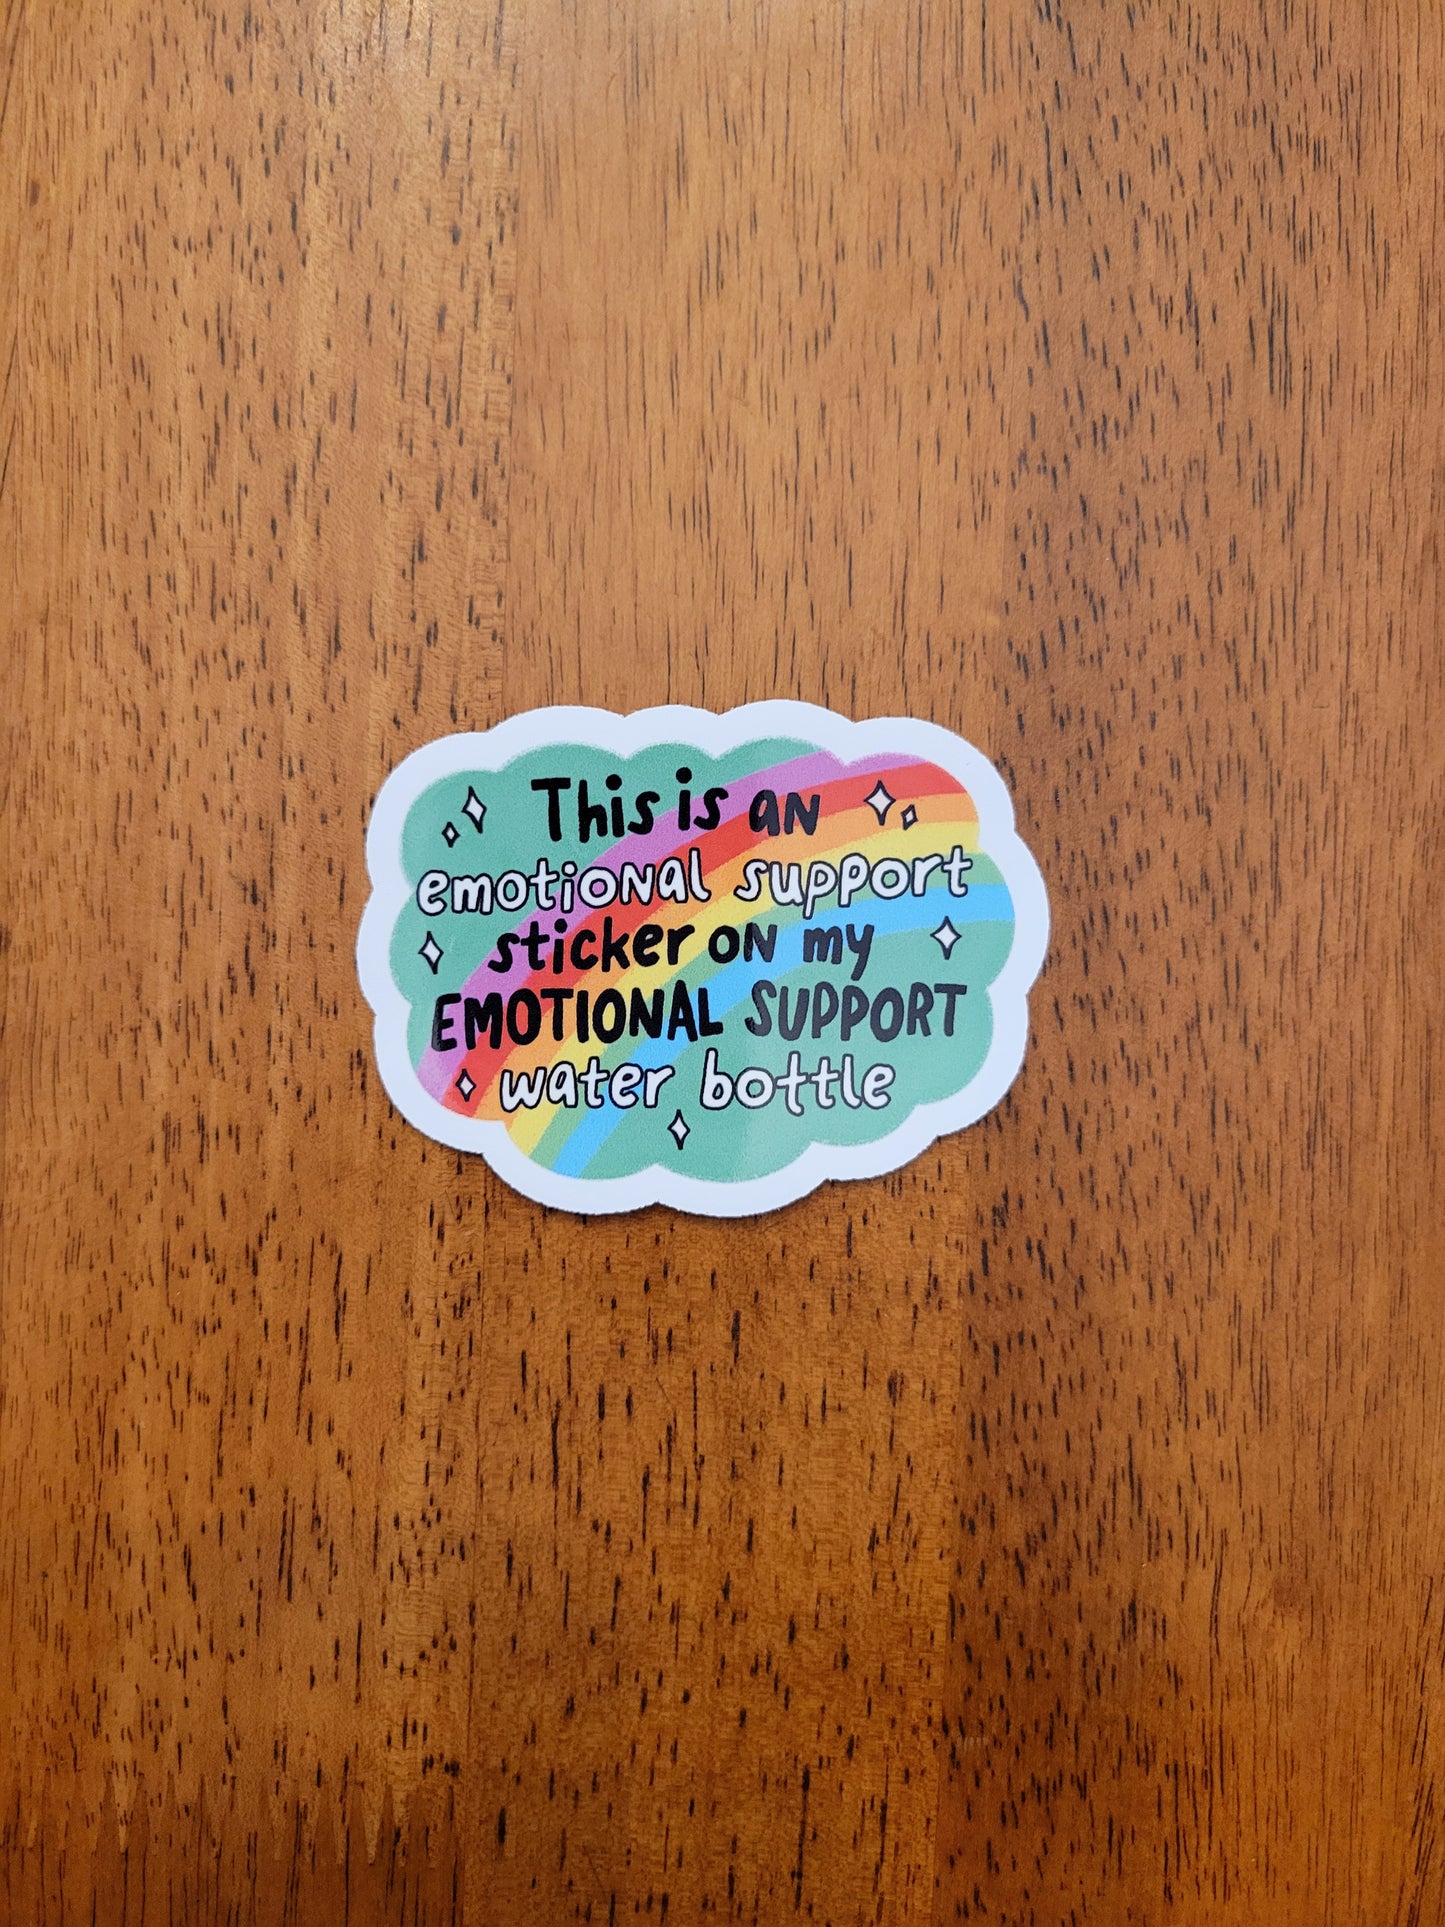 This is an
emotional support
sticker on my
EMOTIONAL SUPPORT
water bottle